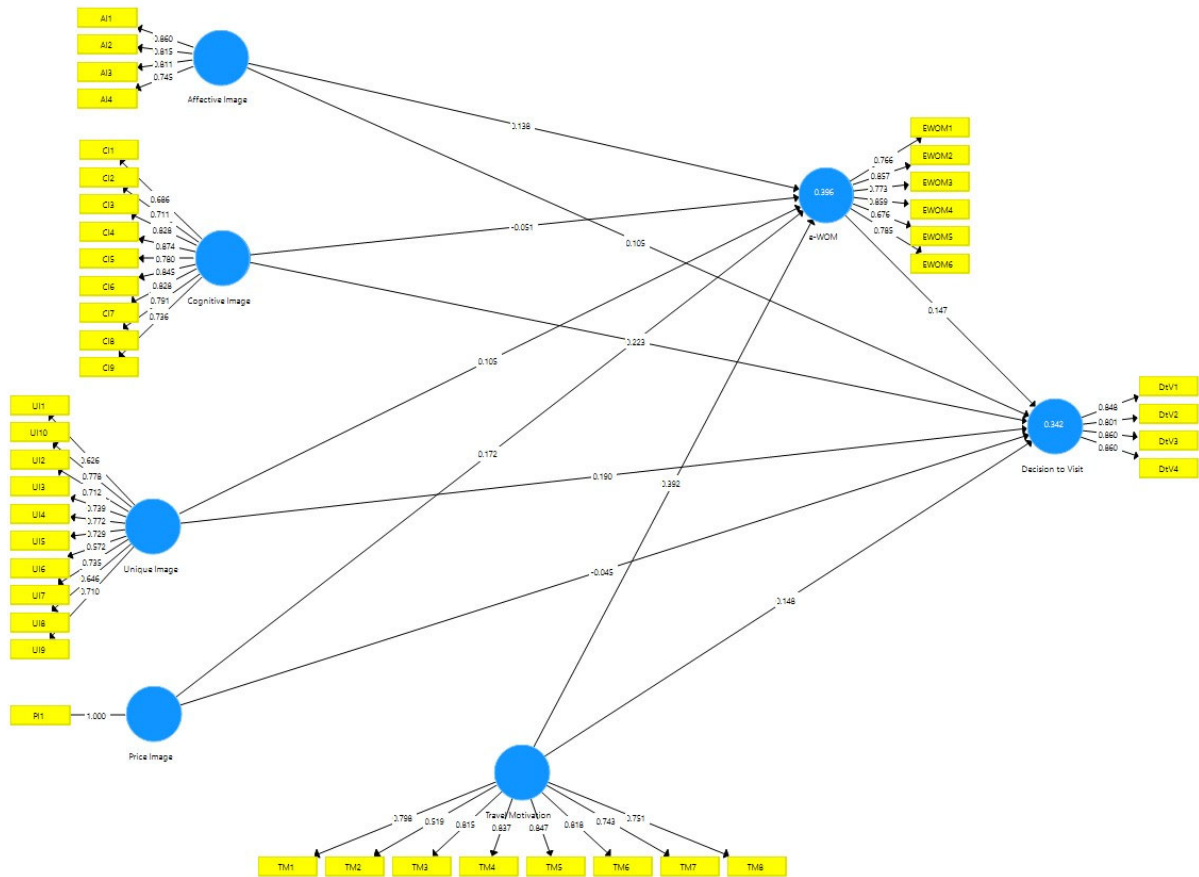 AI1
AI2
AI3
AI4
0.860
0.815
0.811
0.745
Affective Image
CI1
CI2
CI3
CI4
CI5
CI6
CI7
CI8
CI9
0.686
0.711
0.828
0.874
0.780
0.845
0.828
0.791
0.736
Cognitive Image
UI1
UI10
UI2
UI3
UI4
UI5
UI6
UI7
UI8
UI9
0.626
0.778
0.712
0.739
0.772
0.729
0.572
0.735
0.646
0.710
Unique Image
PI1
1.000
Price Image
0.138
-0.051
0.105
0.105
0.223
0.172
0.190
-0.045
0.392
0.148
0.147
0.396
e-WOM
0.766
0.857
0.773
0.859
0.676
0.785
EWOM1
EWOM2
EWOM3
EWOM4
EWOM5
EWOM6
0.342
Decision to Visit
0.848
0.801
0.860
0.860
DtV1
DtV2
DtV3
DtV4
Travel Motivation
0.798
0.519
0.815
0.837
0.847
0.818
0.743
0.751
TM1
TM2
TM3
TM4
TM5
TM6
TM7
TM8